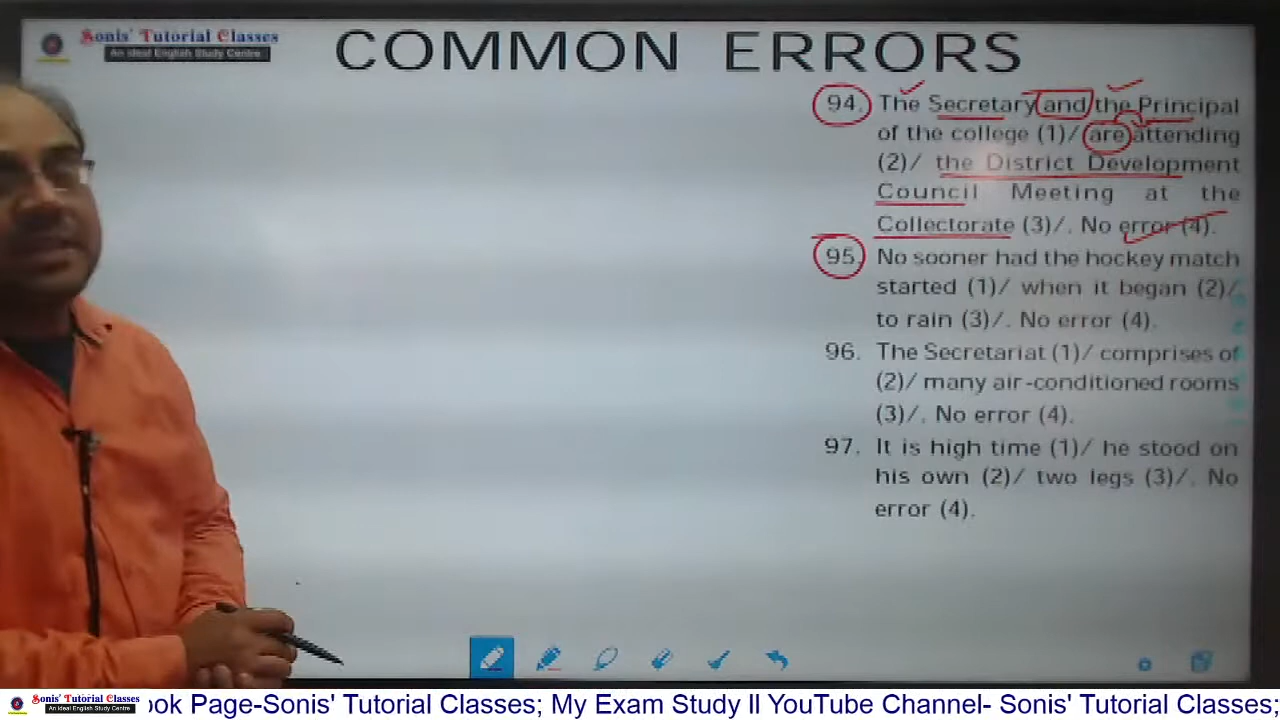 Sonis' Tutorial Classes
An Ideal English Study Centre
COMMON ERRORS
94. The Secretary and the Principal
of the college (1)/ are attending
(2)/ the District Development
Council Meeting at the
Collectorate (3)/. No error (4).
95. No sooner had the hockey match
started (1)/ when it began (2)/
to rain (3)/. No error (4).
96. The Secretariat (1)/ comprises of
(2)/ many air-conditioned rooms
(3)/. No error (4).
97. It is high time (1)/ he stood on
his own (2)/ two legs (3)/. No
error (4).
Sonis' Tutorial Classes
An Ideal English Study Centre
ook Page-Sonis' Tutorial Classes; My Exam Study II YouTube Channel- Sonis' Tutorial Classes;